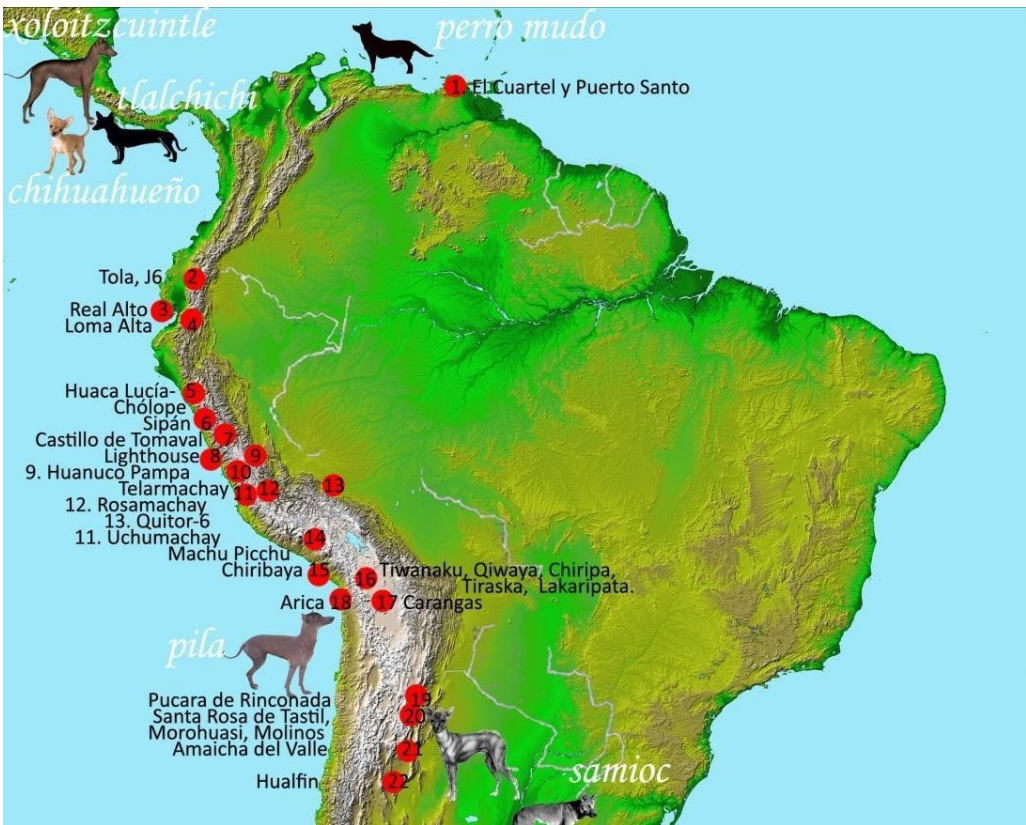 xoloitzcuintle
perro mudo
1. El Cuartel y Puerto Santo
tlalchichi
chihuahueño
Tola, J6 2
Real Alto 3
Loma Alta 4
Huaca Lucía- 5
Chólope
Sipán 6
Castillo de Tomaval 7
Lighthouse 8
9
9. Huanuco Pampa 10
Telarmachay 11 12 13
12. Rosamachay
13. Quitor-6
11. Uchumachay
14
Machu Picchu
Chiribaya 15
16 Tiwanaku, Qiwaya, Chiripa,
Tiraska, Lakaripata.
Arica 18 17 Carangas
pila
Pucara de Rinconada 19
Santa Rosa de Tastil, 20
Morohuasi, Molinos
Amaicha del Valle 21
samioc
Hualfin 22